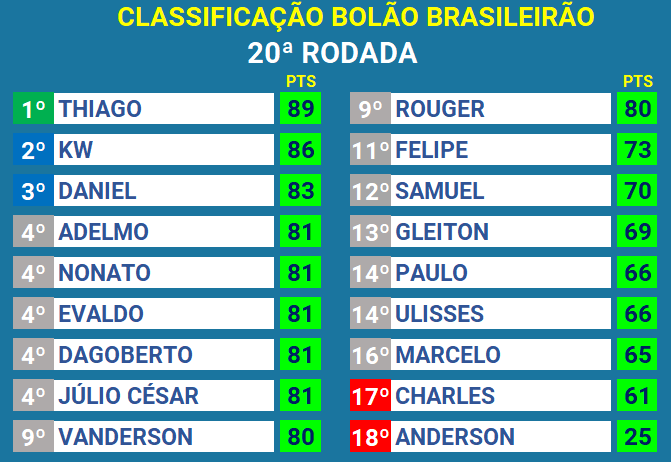 CLASSIFICAÇÃO BOLÃO BRASILEIRÃO
20ª RODADA
PTS
1º THIAGO 89
2º KW 86
3º DANIEL 83
4º ADELMO 81
4º NONATO 81
4º EVALDO 81
4º DAGOBERTO 81
4º JÚLIO CÉSAR 81
9º VANDERSON 80
PTS
9º ROUGER 80
11º FELIPE 73
12º SAMUEL 70
13º GLEITON 69
14º PAULO 66
14º ULISSES 66
16º MARCELO 65
17º CHARLES 61
18º ANDERSON 25